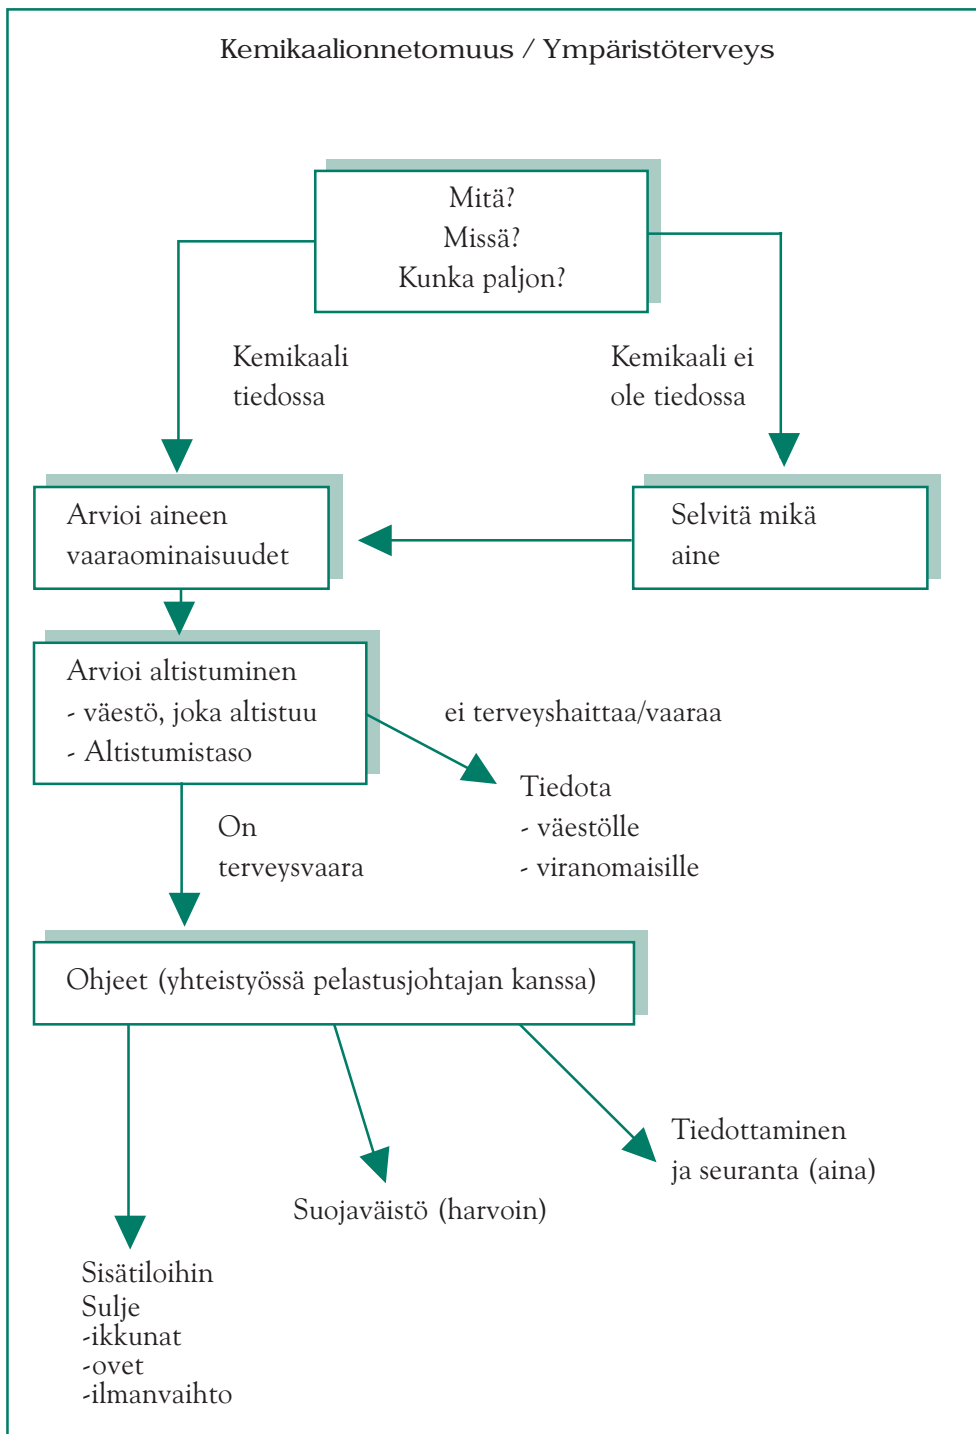 Kemikaalionnetomuus / Ympäristöterveys
Mitä?
Missä?
Kunka paljon?
Kemikaali
tiedossa
Kemikaali ei
ole tiedossa
Arvioi aineen
vaaraominaisuudet
Selvitä mikä
aine
Arvioi altistuminen
- väestö, joka altistuu
- Altistumistaso
ei terveyshaittaa/vaaraa
Tiedota
- väestölle
- viranomaisille
On
terveysvaara
Ohjeet (yhteistyössä pelastusjohtajan kanssa)
Tiedottaminen
ja seuranta (aina)
Suojaväistö (harvoin)
Sisätiloihin
Sulje
-ikkunat
-ovet
-ilmanvaihto